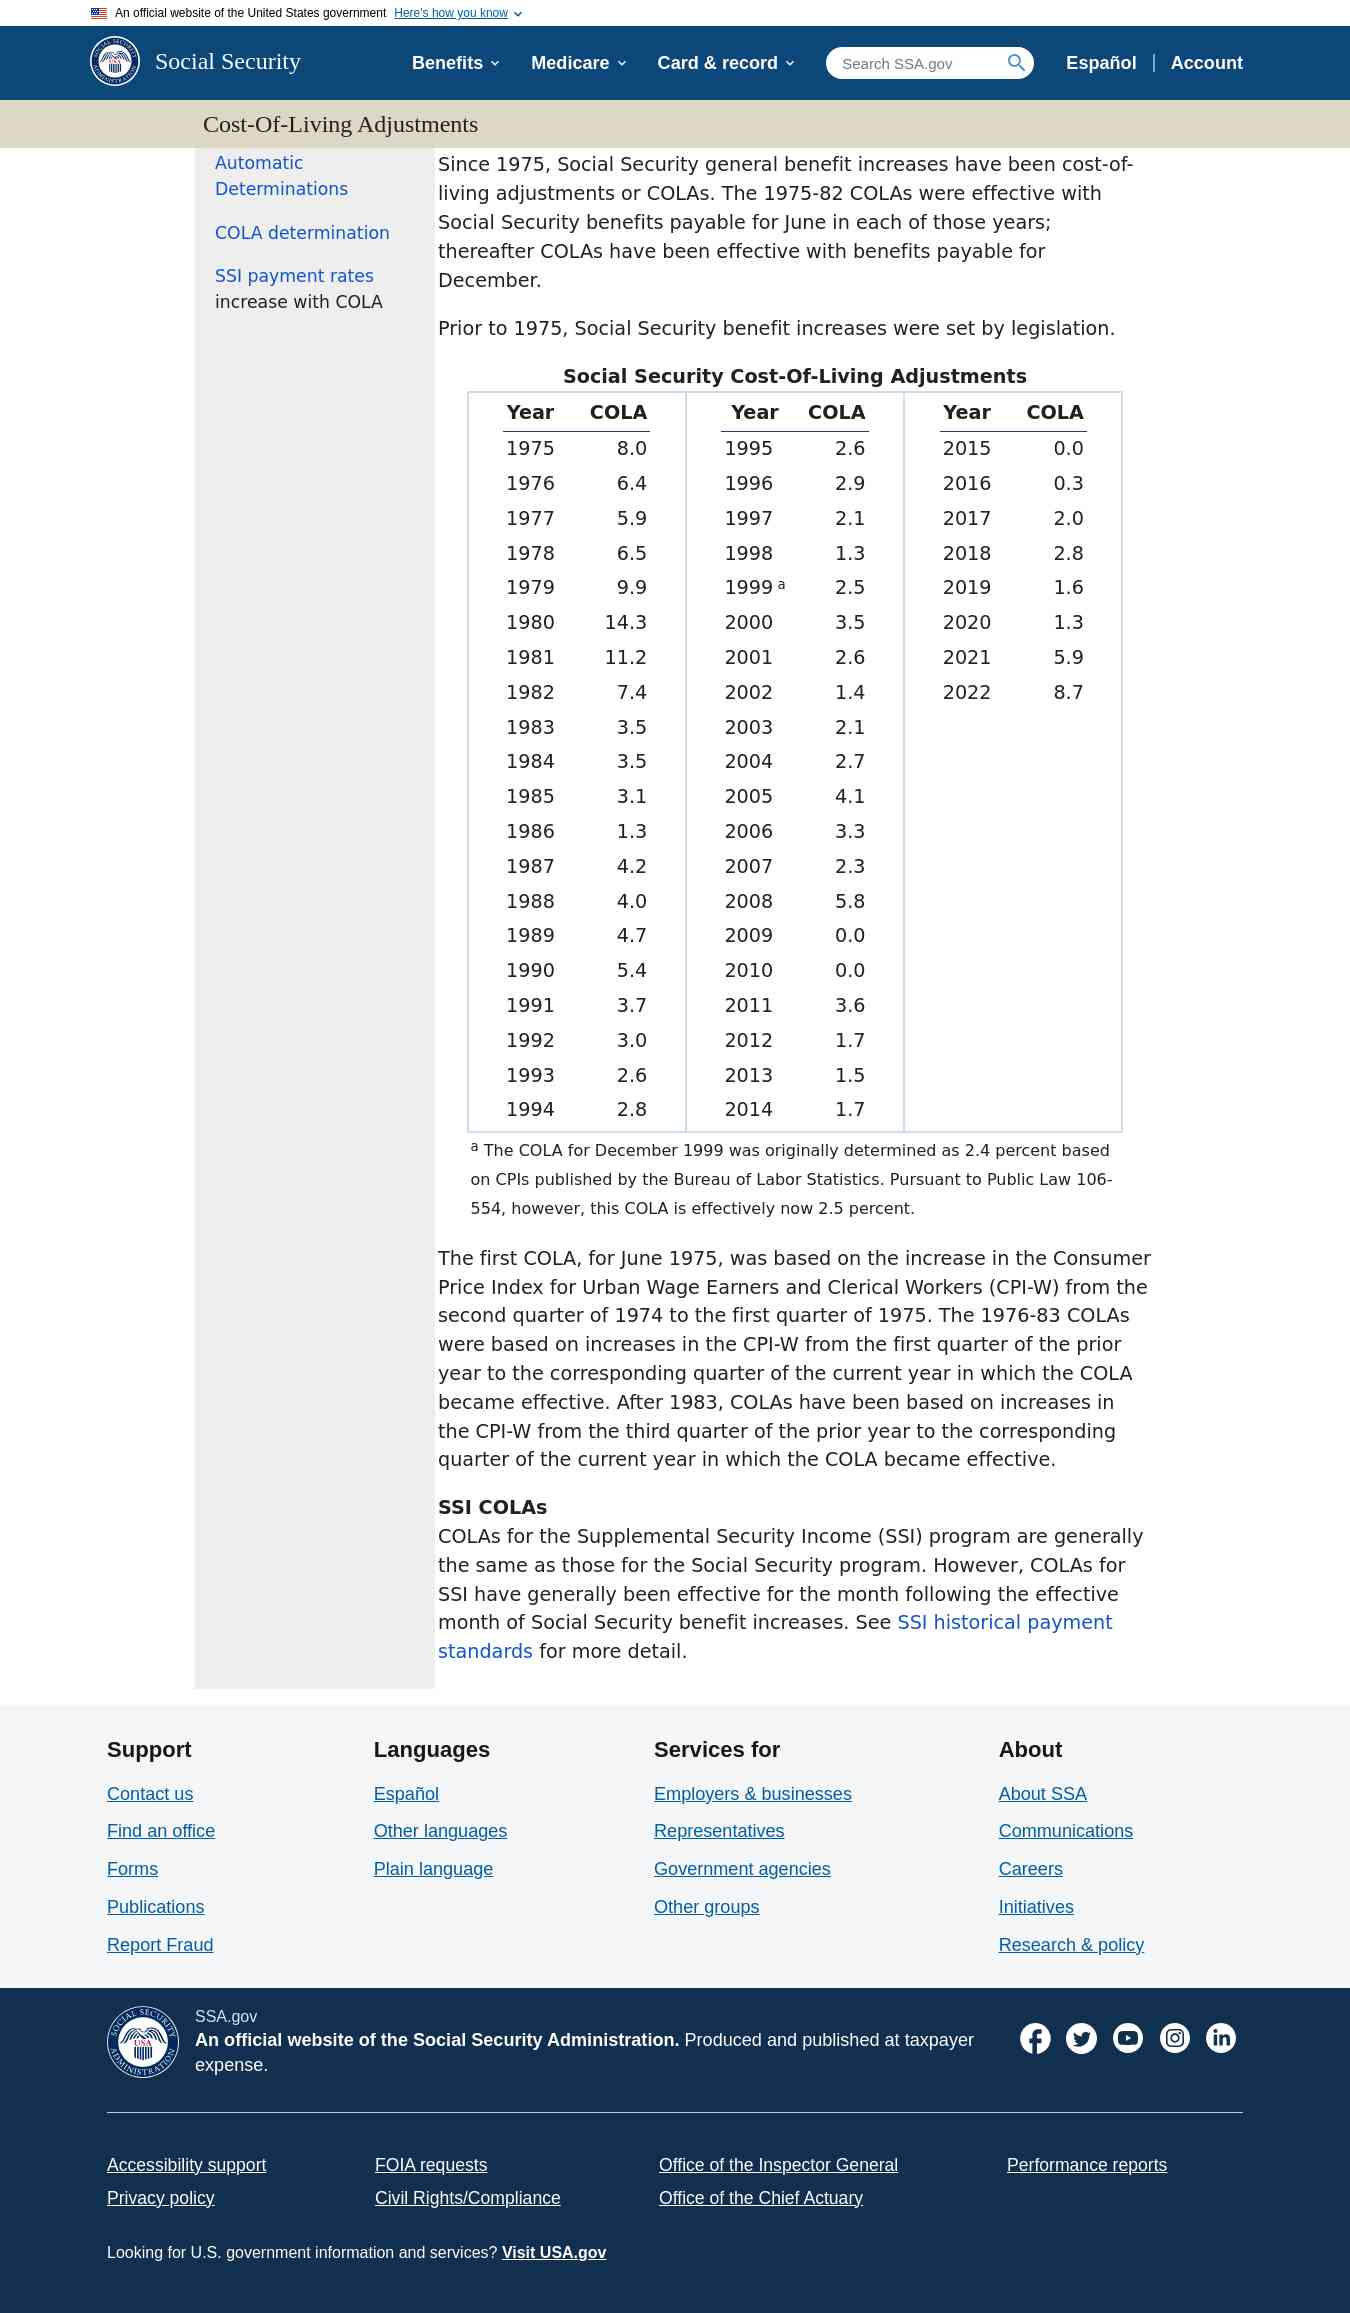 An official website of the United States government Here's how you know
Social Security
Benefits
Medicare
Card & record
Search SSA.gov
Español
Account
Cost-Of-Living Adjustments
Automatic
Determinations
COLA determination
SSI payment rates
increase with COLA
Since 1975, Social Security general benefit increases have been cost-of-
living adjustments or COLAs. The 1975-82 COLAs were effective with
Social Security benefits payable for June in each of those years;
thereafter COLAs have been effective with benefits payable for
December.
Prior to 1975, Social Security benefit increases were set by legislation.
Social Security Cost-Of-Living Adjustments
Year COLA Year COLA Year COLA
1975 8.0 1995 2.6 2015 0.0
1976 6.4 1996 2.9 2016 0.3
1977 5.9 1997 2.1 2017 2.0
1978 6.5 1998 1.3 2018 2.8
1979 9.9 1999 a 2.5 2019 1.6
1980 14.3 2000 3.5 2020 1.3
1981 11.2 2001 2.6 2021 5.9
1982 7.4 2002 1.4 2022 8.7
1983 3.5 2003 2.1
1984 3.5 2004 2.7
1985 3.1 2005 4.1
1986 1.3 2006 3.3
1987 4.2 2007 2.3
1988 4.0 2008 5.8
1989 4.7 2009 0.0
1990 5.4 2010 0.0
1991 3.7 2011 3.6
1992 3.0 2012 1.7
1993 2.6 2013 1.5
1994 2.8 2014 1.7
a The COLA for December 1999 was originally determined as 2.4 percent based
on CPIs published by the Bureau of Labor Statistics. Pursuant to Public Law 106-
554, however, this COLA is effectively now 2.5 percent.
The first COLA, for June 1975, was based on the increase in the Consumer
Price Index for Urban Wage Earners and Clerical Workers (CPI-W) from the
second quarter of 1974 to the first quarter of 1975. The 1976-83 COLAs
were based on increases in the CPI-W from the first quarter of the prior
year to the corresponding quarter of the current year in which the COLA
became effective. After 1983, COLAs have been based on increases in
the CPI-W from the third quarter of the prior year to the corresponding
quarter of the current year in which the COLA became effective.
SSI COLAs
COLAs for the Supplemental Security Income (SSI) program are generally
the same as those for the Social Security program. However, COLAs for
SSI have generally been effective for the month following the effective
month of Social Security benefit increases. See SSI historical payment
standards for more detail.
Support
Contact us
Find an office
Forms
Publications
Report Fraud
Languages
Español
Other languages
Plain language
Services for
Employers & businesses
Representatives
Government agencies
Other groups
About
About SSA
Communications
Careers
Initiatives
Research & policy
SOCIAL SECURITY ADMINISTRATION
USA
SSA.gov
An official website of the Social Security Administration. Produced and published at taxpayer
expense.
Accessibility support
FOIA requests
Office of the Inspector General
Performance reports
Privacy policy
Civil Rights/Compliance
Office of the Chief Actuary
Looking for U.S. government information and services? Visit USA.gov